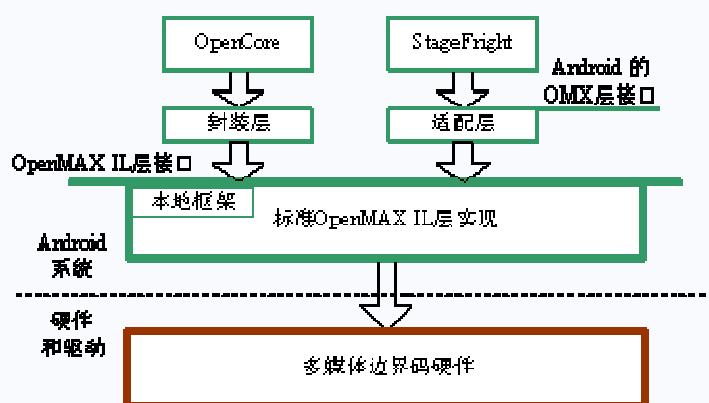 OpenCore
StageFright
Android 的
OMX层接口
封装层
适配层
OpenMAX IL层接口
本地框架
标准OpenMAX IL层实现
Android
系统
硬件
和驱动
多媒体边界码硬件